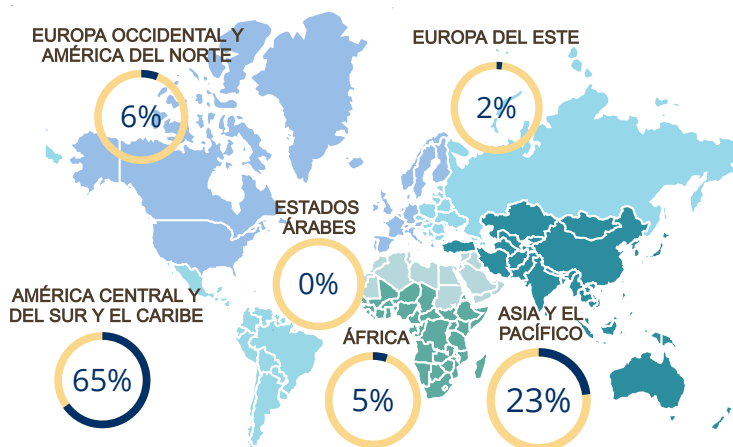 EUROPA OCCIDENTAL Y
AMÉRICA DEL NORTE
6%
EUROPA DEL ESTE
2%
ESTADOS
ÁRABES
0%
AMÉRICA CENTRAL Y
DEL SUR Y EL CARIBE
65%
ÁFRICA
5%
ASIA Y EL
PACÍFICO
23%